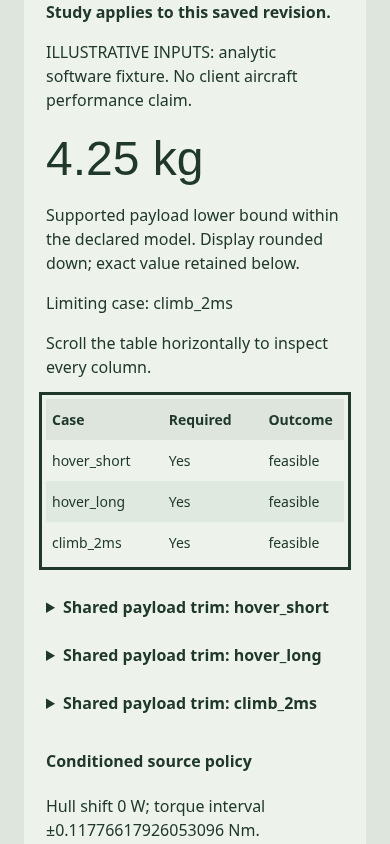 Study applies to this saved revision.
ILLUSTRATIVE INPUTS: analytic
software fixture. No client aircraft
performance claim.
4.25 kg
Supported payload lower bound within
the declared model. Display rounded
down; exact value retained below.
Limiting case: climb_2ms
Scroll the table horizontally to inspect
every column.
Case Required Outcome
hover_short Yes feasible
hover_long Yes feasible
climb_2ms Yes feasible
Shared payload trim: hover_short
Shared payload trim: hover_long
Shared payload trim: climb_2ms
Conditioned source policy
Hull shift 0 W; torque interval
±0.11776617926053096 Nm.